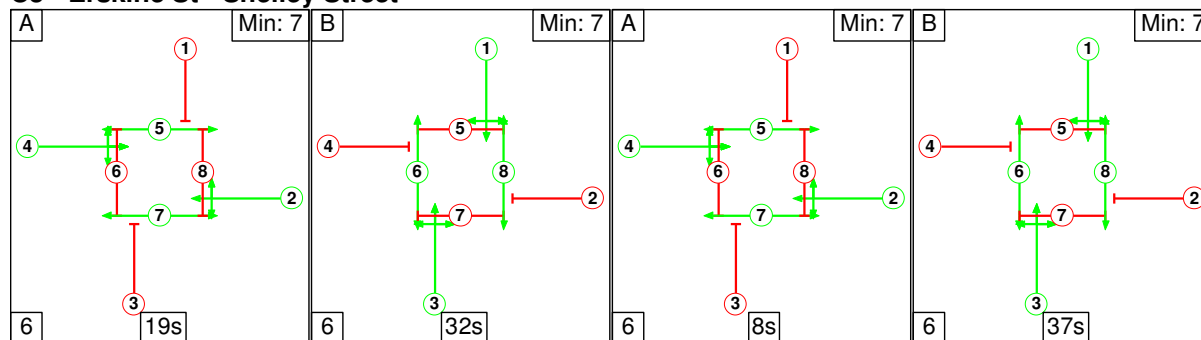 Erskine St - Shelley Street
A Min: 7 B Min: 7 A Min: 7 B Min: 7
1 1 1 1
5 5 5 5
4 4 4 4
6 8 6 8 6 8 6 8
2 2 2 2
7 7 7 7
3 3 3 3
6 19s 6 32s 6 8s 6 37s